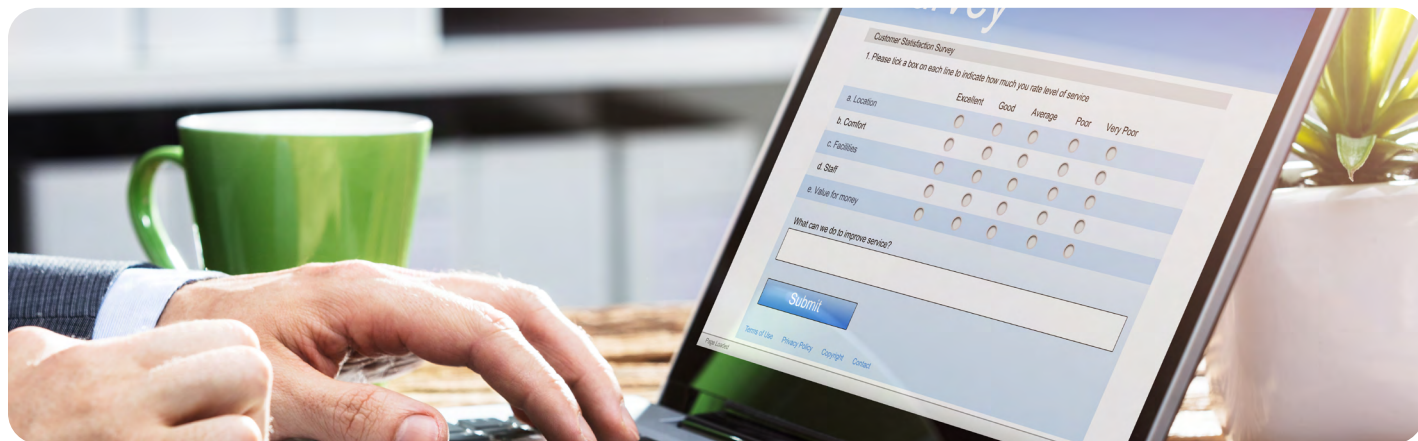 Customer Satisfaction Survey
1. Please tick a box on each line to indicate how much you rate level of service
Excellent Good Average Poor Very Poor
a. Location
b. Comfort
c. Facilities
d. Staff
e. Value for money
What can we do to improve service?
Submit
Terms of Use Privacy Policy Copyright Contact
Page Loaded